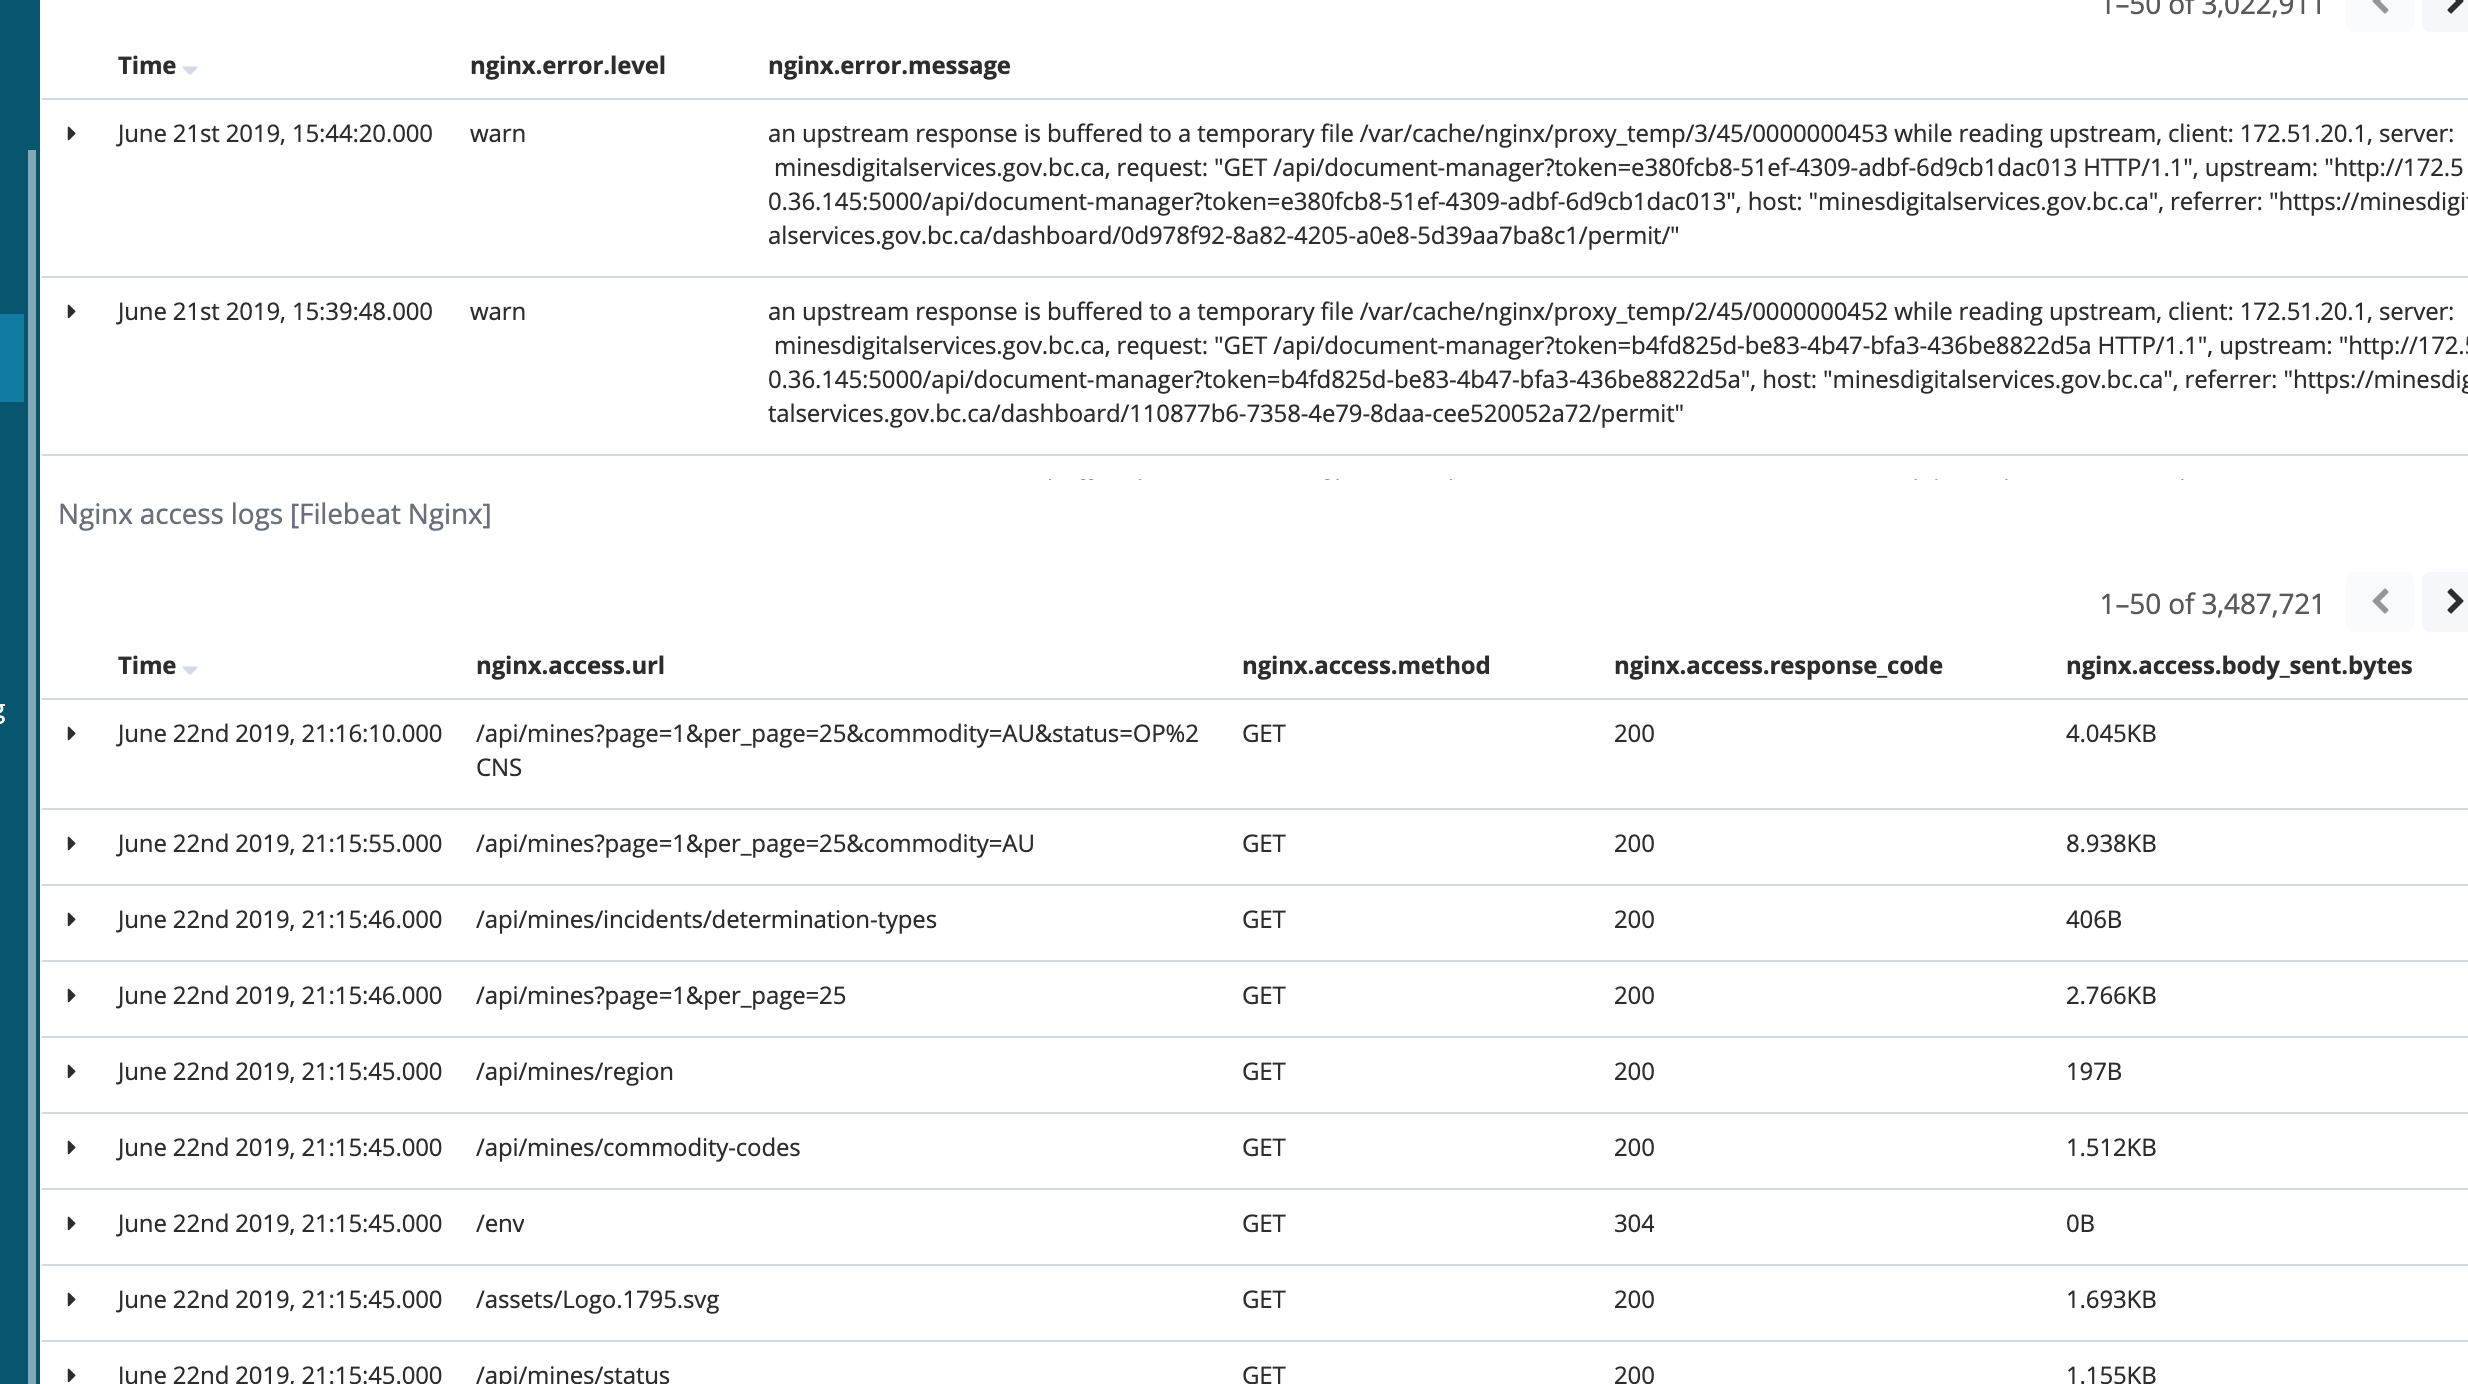 1–50 of 3,022,911
Time nginx.error.level nginx.error.message
June 21st 2019, 15:44:20.000 warn an upstream response is buffered to a temporary file /var/cache/nginx/proxy_temp/3/45/0000000453 while reading upstream, client: 172.51.20.1, server:
minesdigitalservices.gov.bc.ca, request: "GET /api/document-manager?token=e380fcb8-51ef-4309-adbf-6d9cb1dac013 HTTP/1.1", upstream: "http://172.5
0.36.145:5000/api/document-manager?token=e380fcb8-51ef-4309-adbf-6d9cb1dac013", host: "minesdigitalservices.gov.bc.ca", referrer: "https://minesdigit
alservices.gov.bc.ca/dashboard/0d978f92-8a82-4205-a0e8-5d39aa7ba8c1/permit/"
June 21st 2019, 15:39:48.000 warn an upstream response is buffered to a temporary file /var/cache/nginx/proxy_temp/2/45/0000000452 while reading upstream, client: 172.51.20.1, server:
minesdigitalservices.gov.bc.ca, request: "GET /api/document-manager?token=b4fd825d-be83-4b47-bfa3-436be8822d5a HTTP/1.1", upstream: "http://172.5
0.36.145:5000/api/document-manager?token=b4fd825d-be83-4b47-bfa3-436be8822d5a", host: "minesdigitalservices.gov.bc.ca", referrer: "https://minesdig
talservices.gov.bc.ca/dashboard/110877b6-7358-4e79-8daa-cee520052a72/permit"
Nginx access logs [Filebeat Nginx]
1–50 of 3,487,721
Time nginx.access.url nginx.access.method nginx.access.response_code nginx.access.body_sent.bytes
June 22nd 2019, 21:16:10.000 /api/mines?page=1&per_page=25&commodity=AU&status=OP%2 GET 200 4.045KB
CNS
June 22nd 2019, 21:15:55.000 /api/mines?page=1&per_page=25&commodity=AU GET 200 8.938KB
June 22nd 2019, 21:15:46.000 /api/mines/incidents/determination-types GET 200 406B
June 22nd 2019, 21:15:46.000 /api/mines?page=1&per_page=25 GET 200 2.766KB
June 22nd 2019, 21:15:45.000 /api/mines/region GET 200 197B
June 22nd 2019, 21:15:45.000 /api/mines/commodity-codes GET 200 1.512KB
June 22nd 2019, 21:15:45.000 /env GET 304 0B
June 22nd 2019, 21:15:45.000 /assets/Logo.1795.svg GET 200 1.693KB
June 22nd 2019, 21:15:45.000 /api/mines/status GET 200 1.155KB